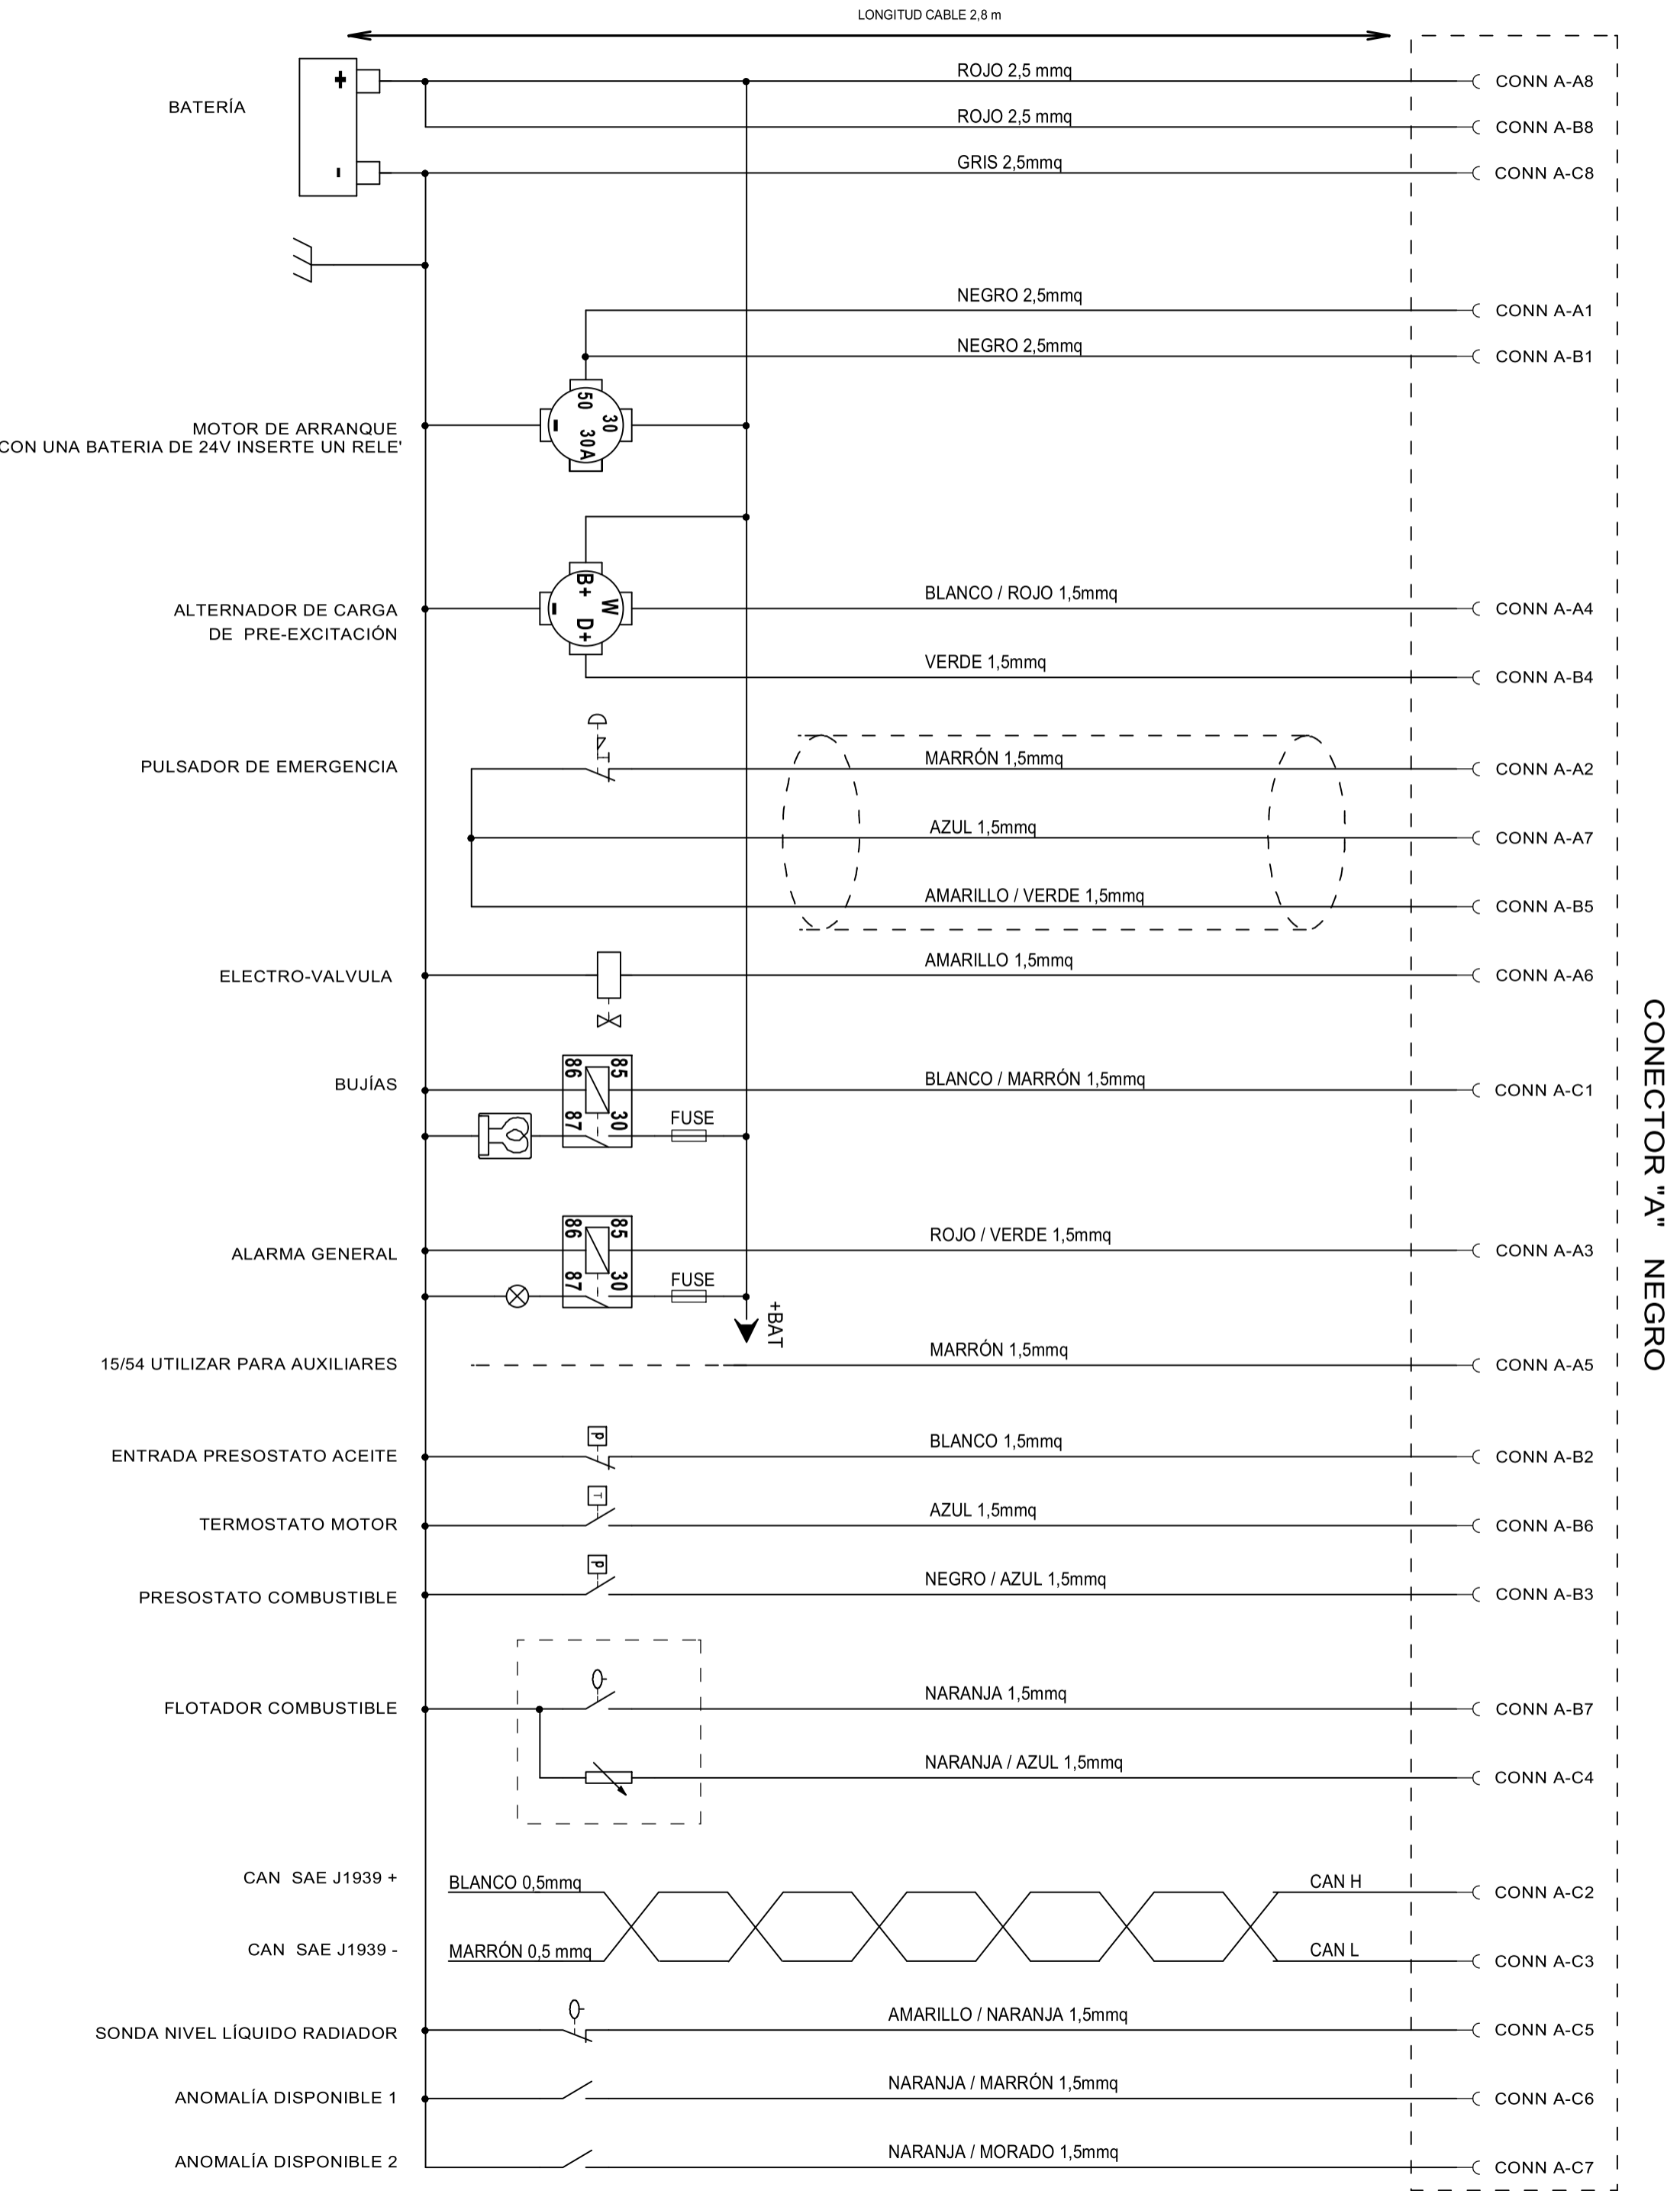 LONGITUD CABLE 2,8 m
BATERÍA
+
-
ROJO 2,5 mmq
CONN A-A8
ROJO 2,5 mmq
CONN A-B8
GRIS 2,5mmq
CONN A-C8
NEGRO 2,5mmq
CONN A-A1
NEGRO 2,5mmq
CONN A-B1
MOTOR DE ARRANQUE
CON UNA BATERIA DE 24V INSERTE UN RELE'
50
30
30A
-
ALTERNADOR DE CARGA
DE PRE-EXCITACIÓN
B+
W
D+
-
BLANCO / ROJO 1,5mmq
CONN A-A4
VERDE 1,5mmq
CONN A-B4
PULSADOR DE EMERGENCIA
MARRÓN 1,5mmq
CONN A-A2
AZUL 1,5mmq
CONN A-A7
AMARILLO / VERDE 1,5mmq
CONN A-B5
ELECTRO-VALVULA
AMARILLO 1,5mmq
CONN A-A6
BUJÍAS
86
85
87
30
FUSE
BLANCO / MARRÓN 1,5mmq
CONN A-C1
ALARMA GENERAL
86
85
87
30
FUSE
ROJO / VERDE 1,5mmq
CONN A-A3
+BAT
15/54 UTILIZAR PARA AUXILIARES
MARRÓN 1,5mmq
CONN A-A5
ENTRADA PRESOSTATO ACEITE
P
BLANCO 1,5mmq
CONN A-B2
TERMOSTATO MOTOR
T
AZUL 1,5mmq
CONN A-B6
PRESOSTATO COMBUSTIBLE
P
NEGRO / AZUL 1,5mmq
CONN A-B3
FLOTADOR COMBUSTIBLE
NARANJA 1,5mmq
CONN A-B7
NARANJA / AZUL 1,5mmq
CONN A-C4
CAN SAE J1939 +
BLANCO 0,5mmq
CAN H
CONN A-C2
CAN SAE J1939 -
MARRÓN 0,5 mmq
CAN L
CONN A-C3
SONDA NIVEL LÍQUIDO RADIADOR
AMARILLO / NARANJA 1,5mmq
CONN A-C5
ANOMALÍA DISPONIBLE 1
NARANJA / MARRÓN 1,5mmq
CONN A-C6
ANOMALÍA DISPONIBLE 2
NARANJA / MORADO 1,5mmq
CONN A-C7
CONECTOR "A" NEGRO